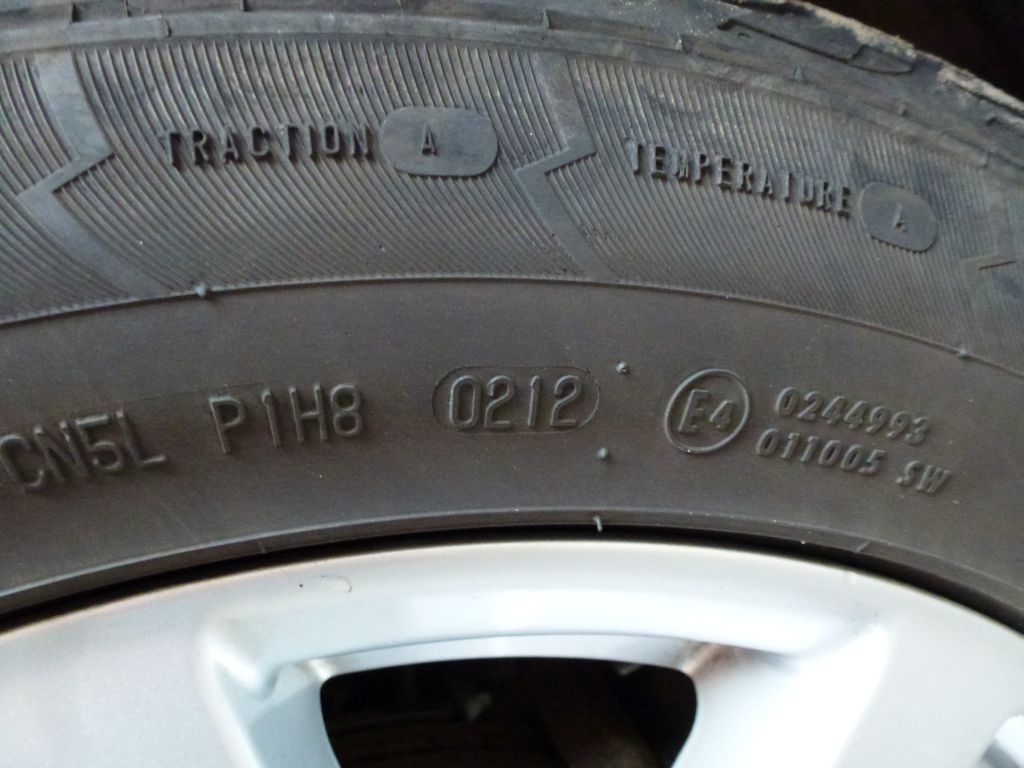 TRACTION A
TEMPERATURE A
CN5L P1H8 0212
E4 0244993
011005 SW